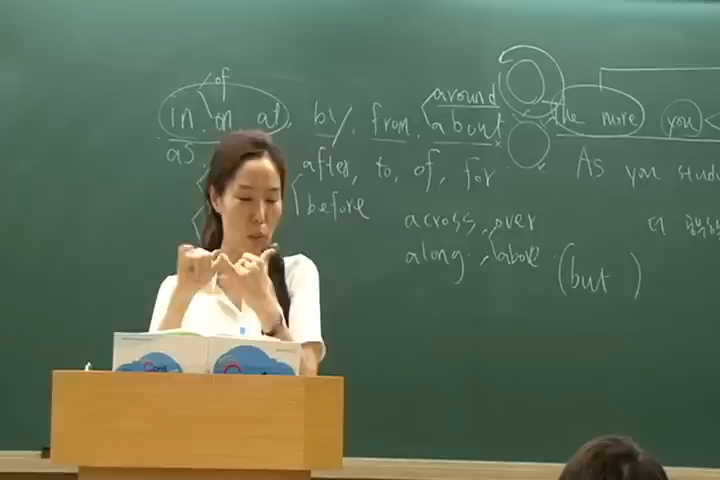 of
in on at, by, from, around the more you
as about
after, to, of, for As you stud
before
across, over 더
along, above (but)